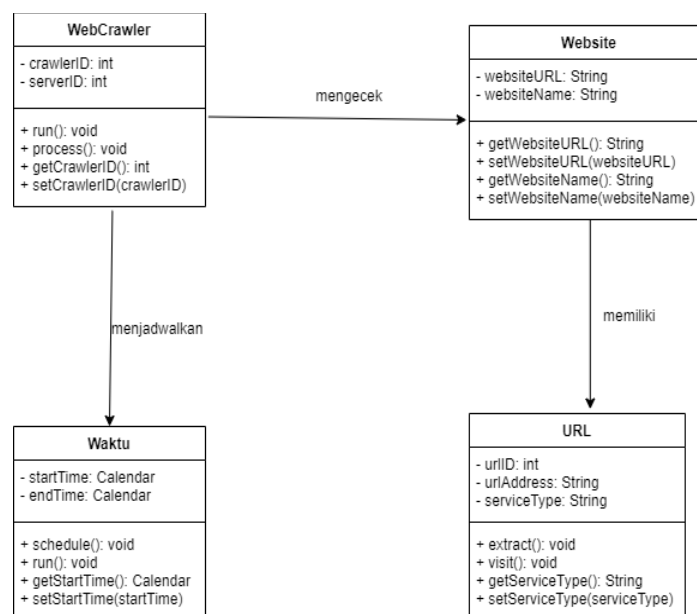 WebCrawler
- crawlerID: int
- serverID: int
+ run(): void
+ process(): void
+ getCrawlerID(): int
+ setCrawlerID(crawlerID)
mengecek
Website
- websiteURL: String
- websiteName: String
+ getWebsiteURL(): String
+ setWebsiteURL(websiteURL)
+ getWebsiteName(): String
+ setWebsiteName(websiteName)
menjadwalkan
memiliki
Waktu
- startTime: Calendar
- endTime: Calendar
+ schedule(): void
+ run(): void
+ getStartTime(): Calendar
+ setStartTime(startTime)
URL
- urlID: int
- urlAddress: String
- serviceType: String
+ extract(): void
+ visit(): void
+ getServiceType(): String
+ setServiceType(serviceType)